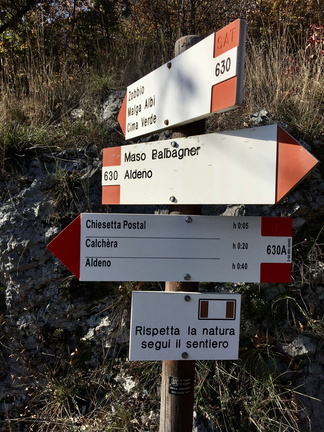 SAT
630
Zobbio
Malga Albi
Cima Verde
Maso Balbagner
630 Aldeno
Chiesetta Postal h 0:05
Calchèra h 0:20 630A
Aldeno h 0:40
Rispetta la natura
segui il sentiero